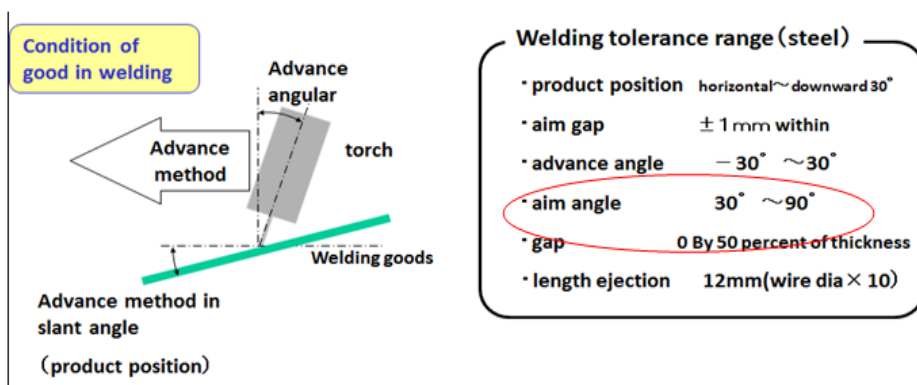 Condition of
good in welding
Advance
angular
Advance
method
torch
Welding goods
Advance method in
slant angle
(product position)
Welding tolerance range(steel)
・product position horizontal～downward 30°
・aim gap ±1mm within
・advance angle －30° ～30°
・aim angle 30° ～90°
・gap 0 By 50 percent of thickness
・length ejection 12mm(wire dia×10)